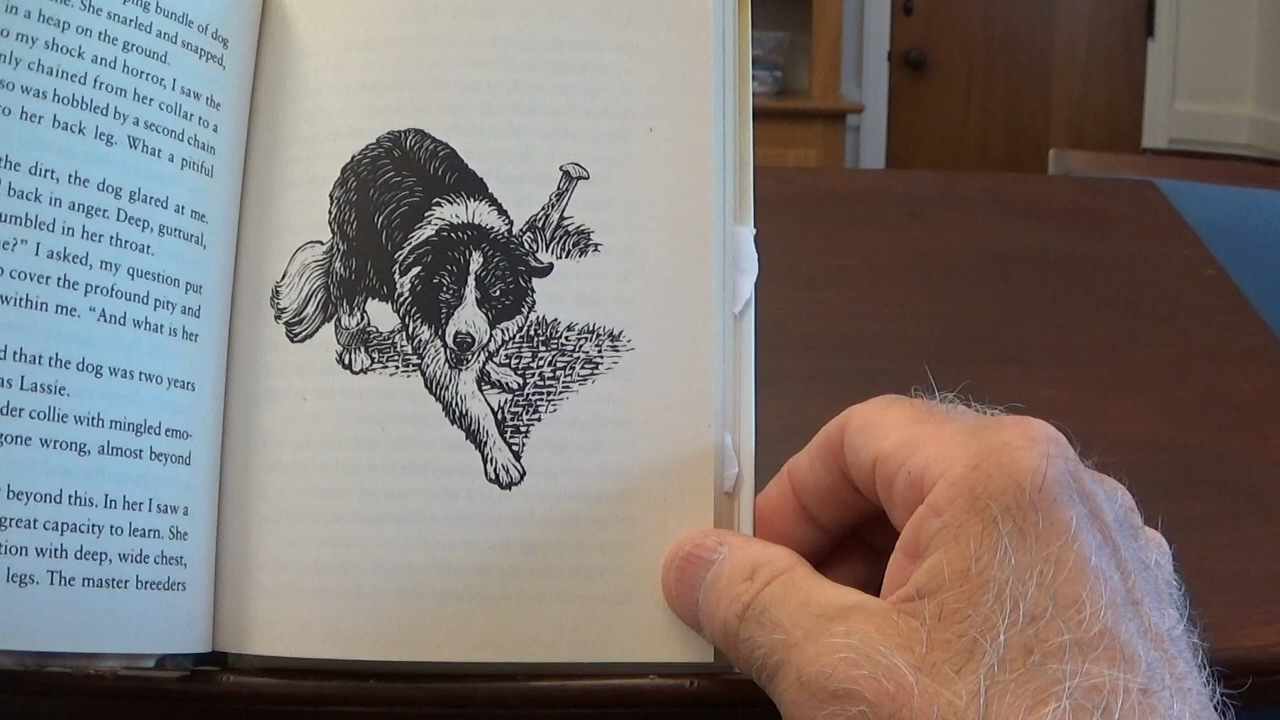 ping bundle of dog
She snarled and snapped,
in a heap on the ground.
o my shock and horror, I saw the
nly chained from her collar to a
so was hobbled by a second chain
to her back leg. What a pitiful
the dirt, the dog glared at me.
back in anger. Deep, guttural,
umbled in her throat.
e?” I asked, my question put
o cover the profound pity and
within me. “And what is her
d that the dog was two years
as Lassie.
der collie with mingled emo-
gone wrong, almost beyond
beyond this. In her I saw a
great capacity to learn. She
tion with deep, wide chest,
legs. The master breeders